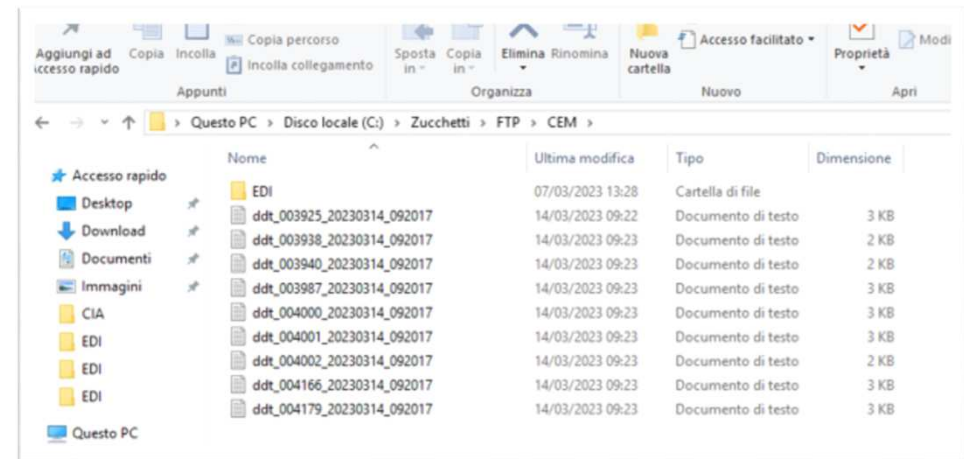 Aggiungi ad accesso rapido
Copia
Incolla
Copia percorso
Incolla collegamento
Sposta in
Copia in
Elimina
Rinomina
Nuova cartella
Accesso facilitato
Proprietà
Modi
Appunti
Organizza
Nuovo
Apri
Questo PC > Disco locale (C:) > Zucchetti > FTP > CEM >
Nome Ultima modifica Tipo Dimensione
EDI 07/03/2023 13:28 Cartella di file
ddt_003925_20230314_092017 14/03/2023 09:22 Documento di testo 3 KB
ddt_003938_20230314_092017 14/03/2023 09:23 Documento di testo 2 KB
ddt_003940_20230314_092017 14/03/2023 09:23 Documento di testo 2 KB
ddt_003987_20230314_092017 14/03/2023 09:23 Documento di testo 3 KB
ddt_004000_20230314_092017 14/03/2023 09:23 Documento di testo 3 KB
ddt_004001_20230314_092017 14/03/2023 09:23 Documento di testo 3 KB
ddt_004002_20230314_092017 14/03/2023 09:23 Documento di testo 2 KB
ddt_004166_20230314_092017 14/03/2023 09:23 Documento di testo 3 KB
ddt_004179_20230314_092017 14/03/2023 09:23 Documento di testo 3 KB
Accesso rapido
Desktop
Download
Documenti
Immagini
CIA
EDI
EDI
EDI
Questo PC